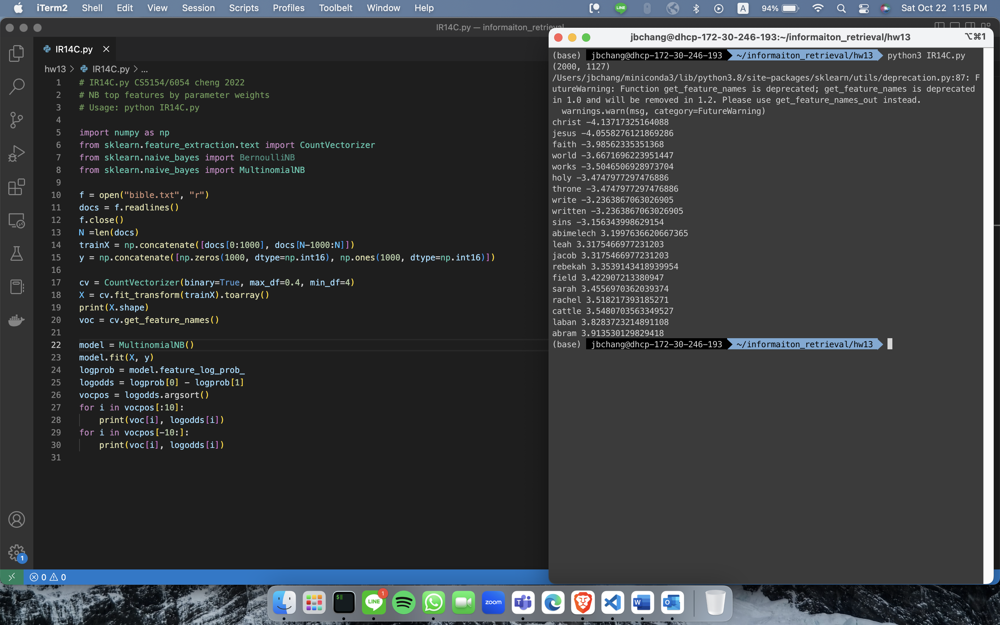 iTerm2 Shell Edit View Session Scripts Profiles Toolbelt Window Help LINE A 94% Sat Oct 22 1:15 PM
IR14C.py — informaiton_retrieval
IR14C.py
hw13 > IR14C.py > ...
1 # IR14C.py CS5154/6054 cheng 2022
2 # NB top features by parameter weights
3 # Usage: python IR14C.py
4
5 import numpy as np
6 from sklearn.feature_extraction.text import CountVectorizer
7 from sklearn.naive_bayes import BernoulliNB
8 from sklearn.naive_bayes import MultinomialNB
9
10 f = open("bible.txt", "r")
11 docs = f.readlines()
12 f.close()
13 N =len(docs)
14 trainX = np.concatenate([docs[0:1000], docs[N-1000:N]])
15 y = np.concatenate([np.zeros(1000, dtype=np.int16), np.ones(1000, dtype=np.int16)])
16
17 cv = CountVectorizer(binary=True, max_df=0.4, min_df=4)
18 X = cv.fit_transform(trainX).toarray()
19 print(X.shape)
20 voc = cv.get_feature_names()
21
22 model = MultinomialNB()
23 model.fit(X, y)
24 logprob = model.feature_log_prob_
25 logodds = logprob[0] - logprob[1]
26 vocpos = logodds.argsort()
27 for i in vocpos[:10]:
28     print(voc[i], logodds[i])
29 for i in vocpos[-10:]:
30     print(voc[i], logodds[i])
31
1
0 0
jbchang@dhcp-172-30-246-193:~/informaiton_retrieval/hw13 ⌥⌘1
(base) jbchang@dhcp-172-30-246-193 ~/informaiton_retrieval/hw13 python3 IR14C.py
(2000, 1127)
/Users/jbchang/miniconda3/lib/python3.8/site-packages/sklearn/utils/deprecation.py:87: F
utureWarning: Function get_feature_names is deprecated; get_feature_names is deprecated
in 1.0 and will be removed in 1.2. Please use get_feature_names_out instead.
  warnings.warn(msg, category=FutureWarning)
christ -4.13717325164088
jesus -4.0558276121869286
faith -3.98562335351368
world -3.6671696223951447
works -3.5046506928973704
holy -3.4747977297476886
throne -3.4747977297476886
write -3.2363867063026905
written -3.2363867063026905
sins -3.156343998629154
abimelech 3.1997636620667365
leah 3.3175466977231203
jacob 3.3175466977231203
rebekah 3.3539143418939954
field 3.422907213380947
sarah 3.4556970362039374
rachel 3.518217393185271
cattle 3.5480703563349527
laban 3.8283723214891108
abram 3.913530129829418
(base) jbchang@dhcp-172-30-246-193 ~/informaiton_retrieval/hw13
$ LINE 1 zoom T W O